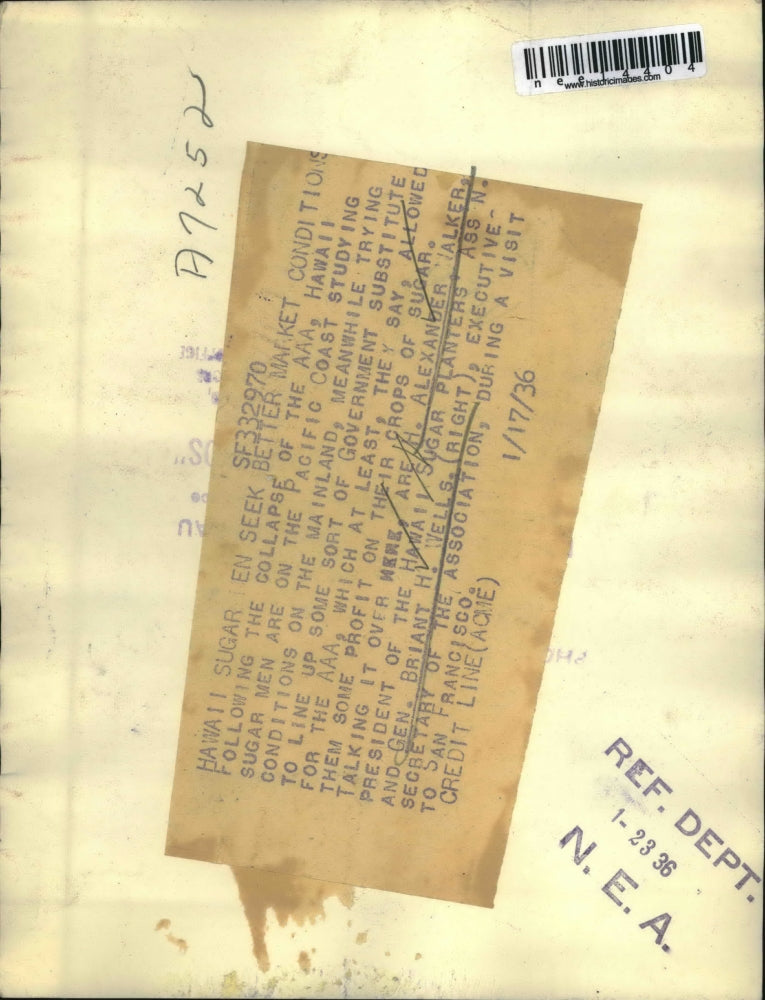 nee14404
www.historicimages.com
A7252
HAWAII SUGAR EN SEEK BETTER MARKET CONDITIONS SF332970
FOLLOWING THE COLLAPSE OF THE AAA, HAWAII
SUGAR MEN ARE ON THE PACIFIC COAST STUDYING
CONDITIONS ON THE MAINLAND, MEANWHILE TRYING
TO LINE UP SOME SORT OF GOVERNMENT SUBSTITUTE
FOR THE AAA, WHICH AT LEAST, THEY SAY, ALLOWED
THEM SOME PROFIT ON THEIR CROPS OF SUGAR.
TALKING IT OVER ARE H. ALEXANDER WALKER,
PRESIDENT OF THE HAWAII SUGAR PLANTERS ASS'N.
AND GEN. BRIANT H. WELLS (RIGHT), EXECUTIVE-
SECRETARY OF THE ASSOCIATION, DURING A VISIT
TO SAN FRANCISCO.
CREDIT LINE (ACME) 1/17/36
REF. DEPT.
1-23 36
N. E. A.